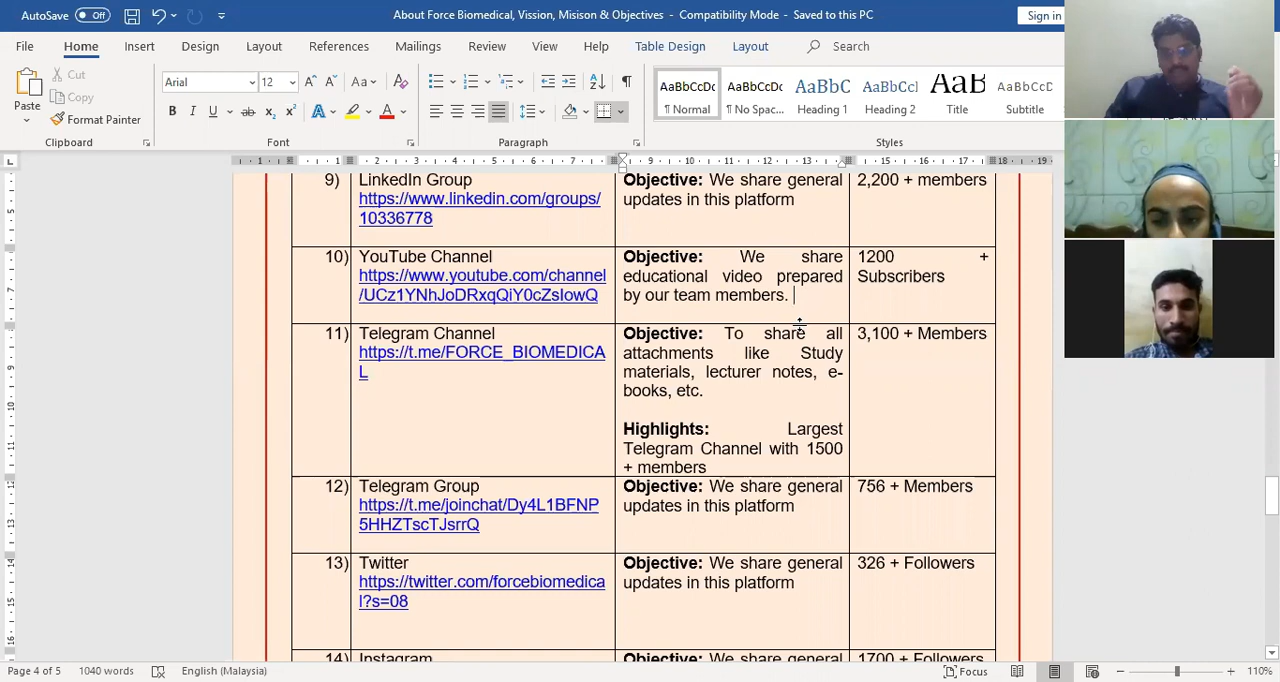 AutoSave Off About Force Biomedical, Vission, Misison & Objectives - Compatibility Mode - Saved to this PC Sign in
File Home Insert Design Layout References Mailings Review View Help Table Design Layout Search
Paste
Cut
Copy
Format Painter
Arial 12
AaBbCcDc AaBbCcDc AaBbC AaBbCcC AaB AaBbCcC
¶ Normal ¶ No Spac... Heading 1 Heading 2 Title Subtitle
Clipboard Font Paragraph Styles
9) LinkedIn Group
https://www.linkedin.com/groups/
10336778
Objective: We share general
updates in this platform
2,200 + members
10) YouTube Channel
https://www.youtube.com/channel
/UCz1YNhJoDRxqQiY0cZsIowQ
Objective: We share
educational video prepared
by our team members.
1200 +
Subscribers
11) Telegram Channel
https://t.me/FORCE_BIOMEDICA
L
Objective: To share all
attachments like Study
materials, lecturer notes, e-
books, etc.
Highlights: Largest
Telegram Channel with 1500
+ members
3,100 + Members
12) Telegram Group
https://t.me/joinchat/Dy4L1BFNP
5HHZTscTJsrrQ
Objective: We share general
updates in this platform
756 + Members
13) Twitter
https://twitter.com/forcebiomedica
l?s=08
Objective: We share general
updates in this platform
326 + Followers
14) Instagram
Objective: We share general
1700 + Followers
Page 4 of 5 1040 words English (Malaysia) Focus 110%